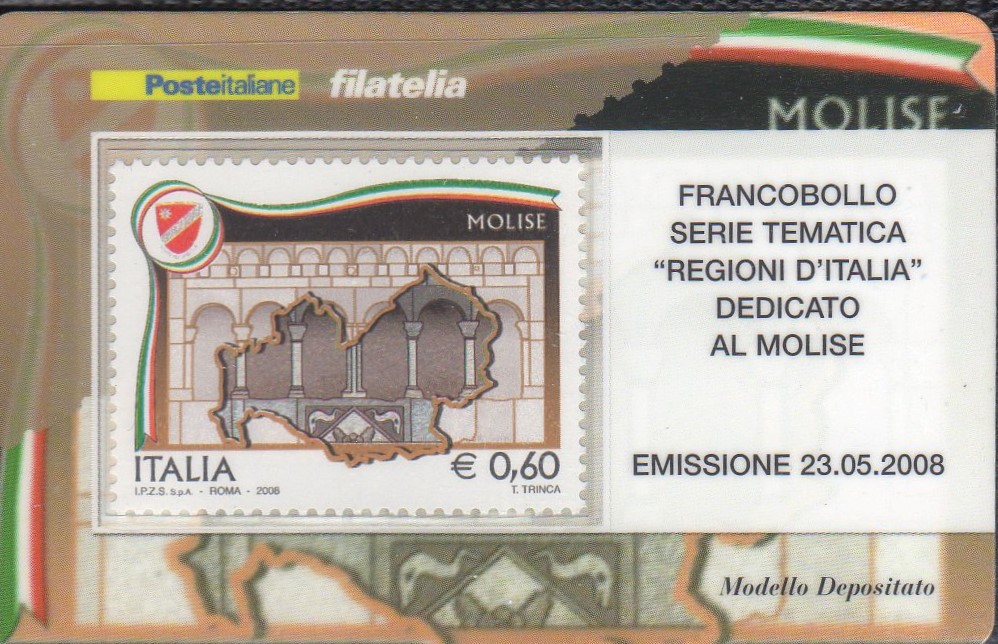 Posteitaliane filatelia
MOLISE
MOLISE
FRANCOBOLLO
SERIE TEMATICA
“REGIONI D'ITALIA”
DEDICATO
AL MOLISE
ITALIA € 0,60
I.P.Z.S. S.p.A. - ROMA - 2008 T. TRINCA
EMISSIONE 23.05.2008
Modello Depositato